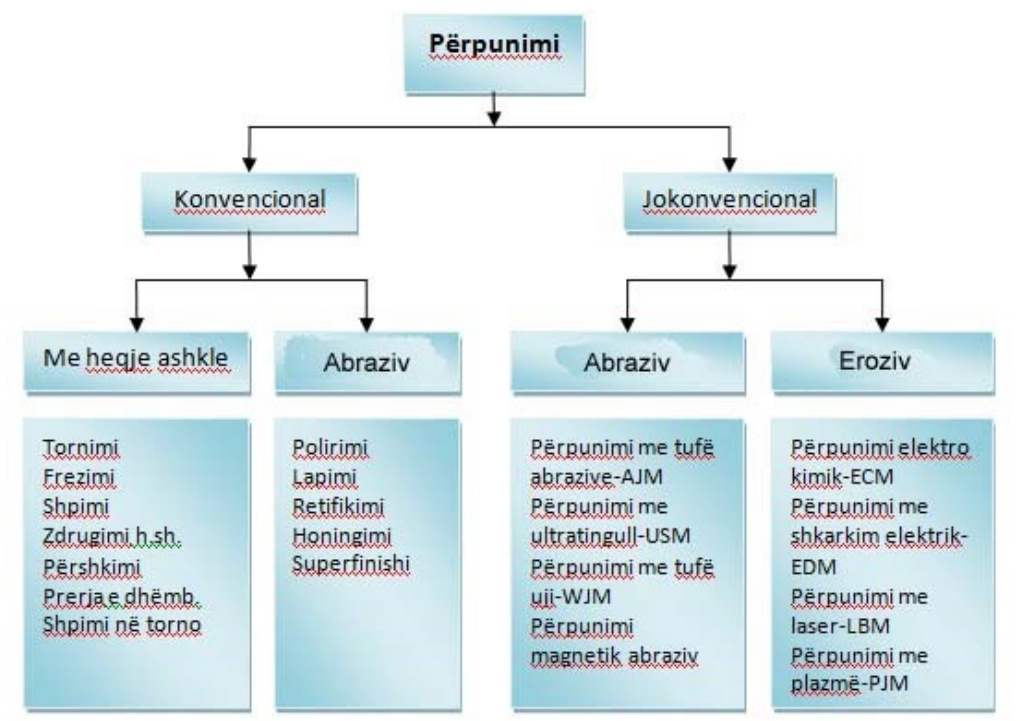 Përpunimi
Konvencional
Jokonvencional
Me heqje ashkle
Abraziv
Abraziv
Eroziv
Tornimi
Frezimi
Shpimi
Zdrugimi h.sh.
Përshkimi
Prerja e dhëmb.
Shpimi në torno
Polirimi
Lapimi
Retifikimi
Honingimi
Superfinishi
Përpunimi me tufë
abrazive-AJM
Përpunimi me
ultratingull-USM
Përpunimi me tufë
uji-WJM
Përpunimi
magnetik abraziv
Përpunimi elektro
kimik-ECM
Përpunimi me
shkarkim elektrik-
EDM
Përpunimi me
laser-LBM
Përpunimi me
plazmë-PJM